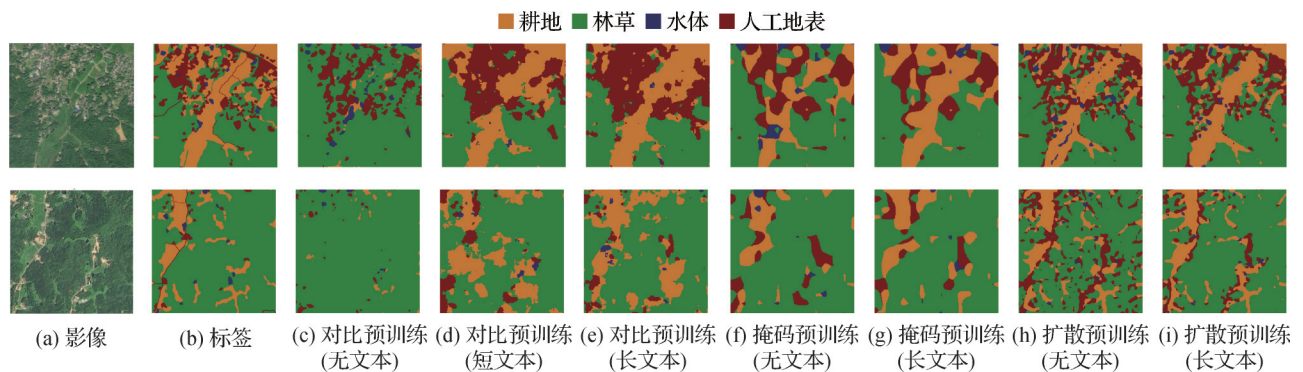 耕地 林草 水体 人工地表
(a) 影像 (b) 标签 (c) 对比预训练 (d) 对比预训练 (e) 对比预训练 (f) 掩码预训练 (g) 掩码预训练 (h) 扩散预训练 (i) 扩散预训练
(无文本) (短文本) (长文本) (无文本) (长文本) (无文本) (长文本)